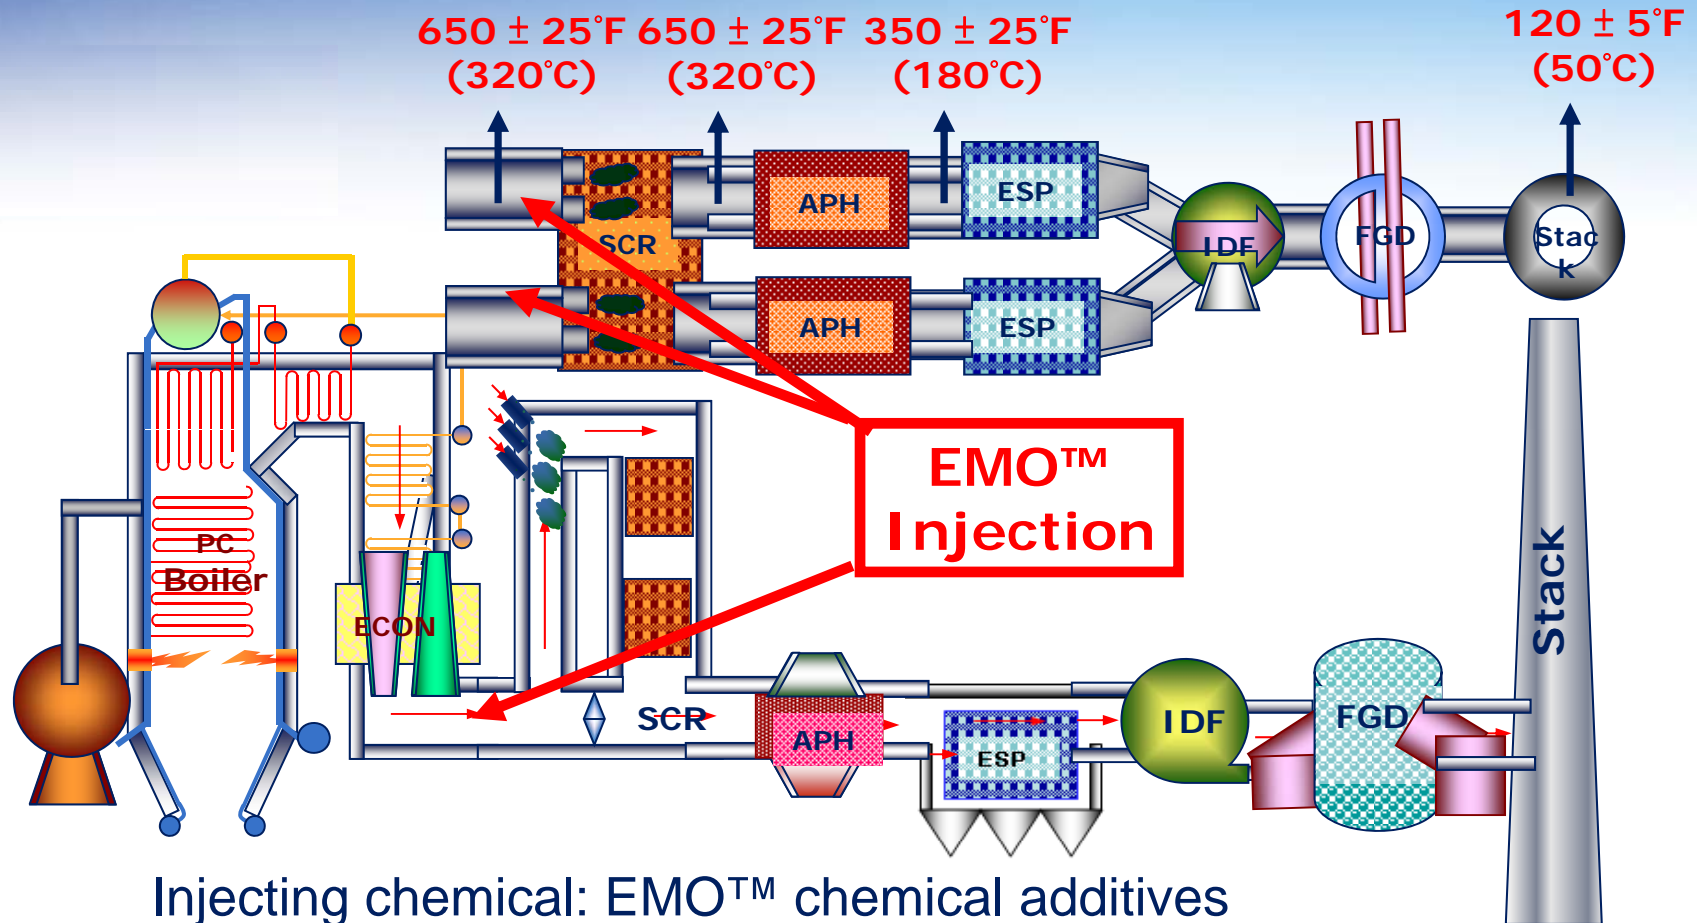 650 ± 25°F 650 ± 25°F 350 ± 25°F 120 ± 5°F
(320°C) (320°C) (180°C) (50°C)
APH ESP
SCR IDF FGD Stac
k
APH ESP
EMO™
Injection
PC
Boiler
ECON
SCR APH ESP IDF FGD Stack
Injecting chemical: EMO™ chemical additives